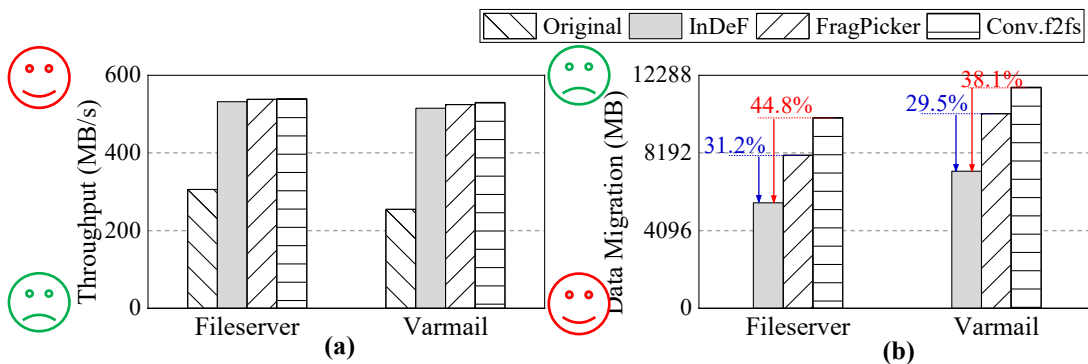 Original InDeF FragPicker Conv.f2fs
Throughput (MB/s)
600
400
200
0
Fileserver Varmail
(a)
Data Migration (MB)
12288
8192
4096
0
44.8%
31.2%
38.1%
29.5%
Fileserver Varmail
(b)